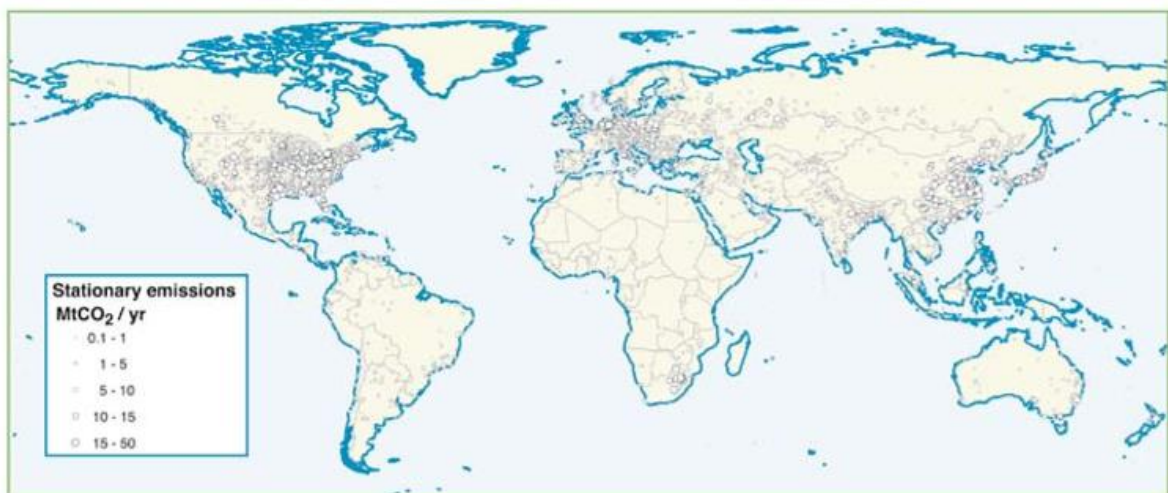 Stationary emissions
MtCO₂ / yr
0.1 - 1
1 - 5
5 - 10
10 - 15
15 - 50